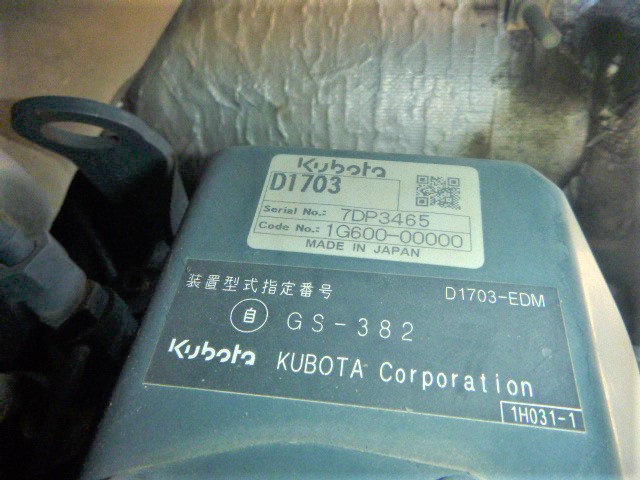 Kubota
D1703
Serial No.: 7DP3465
Code No.: 1G600-00000
MADE IN JAPAN
装置型式指定番号 D1703-EDM
自 GS-382
Kubota KUBOTA Corporation
1H031-1